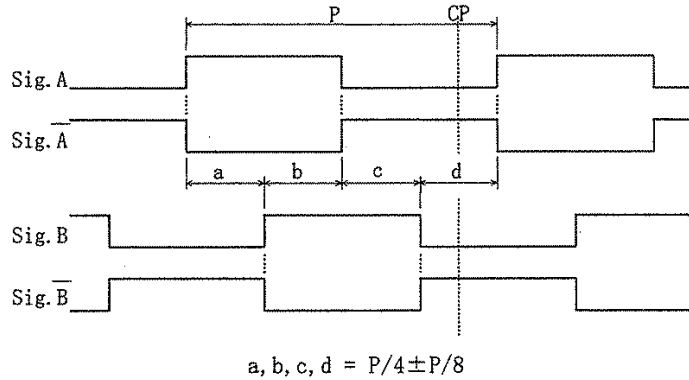 P CP
Sig. A
Sig. A̅
a b c d
Sig. B
Sig. B̅
a, b, c, d = P/4±P/8